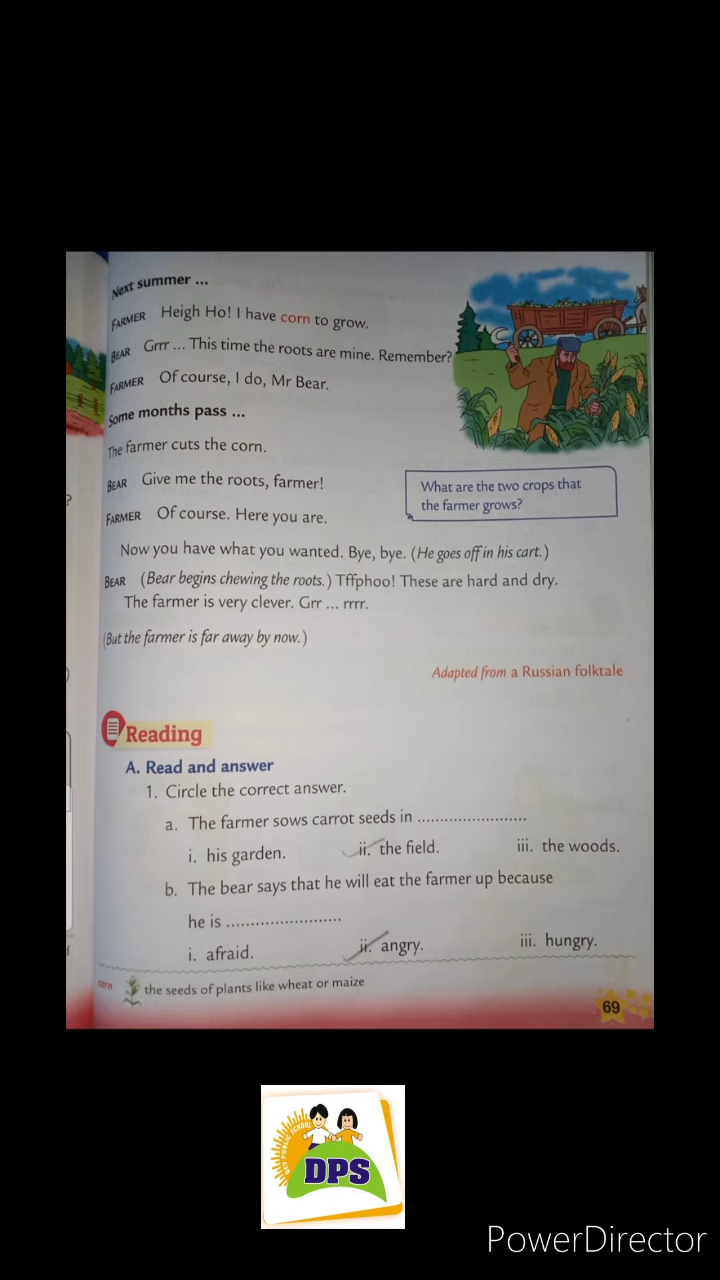 Next summer ...
FARMER Heigh Ho! I have corn to grow.
BEAR Grrr ... This time the roots are mine. Remember?
FARMER Of course, I do, Mr Bear.
Some months pass ...
The farmer cuts the corn.
BEAR Give me the roots, farmer!
FARMER Of course. Here you are.
What are the two crops that
the farmer grows?
Now you have what you wanted. Bye, bye. (He goes off in his cart.)
BEAR (Bear begins chewing the roots.) Tffphoo! These are hard and dry.
The farmer is very clever. Grr ... rrrr.
(But the farmer is far away by now.)
Adapted from a Russian folktale
Reading
A. Read and answer
1. Circle the correct answer.
a. The farmer sows carrot seeds in ........................
i. his garden. ii. the field. iii. the woods.
b. The bear says that he will eat the farmer up because
he is ........................
i. afraid. ii. angry. iii. hungry.
corn the seeds of plants like wheat or maize
69
DPS
PowerDirector